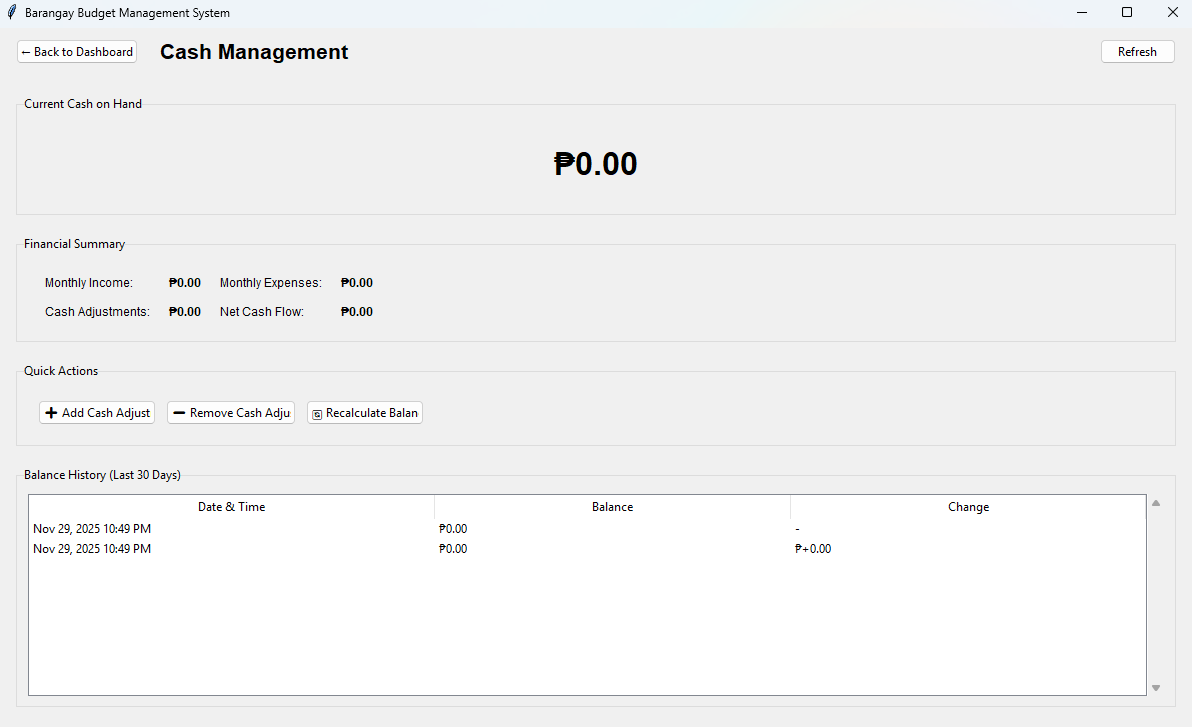 Barangay Budget Management System
← Back to Dashboard Cash Management Refresh
Current Cash on Hand
₱0.00
Financial Summary
Monthly Income: ₱0.00 Monthly Expenses: ₱0.00
Cash Adjustments: ₱0.00 Net Cash Flow: ₱0.00
Quick Actions
➕ Add Cash Adjust ➖ Remove Cash Adju Recalculate Balan
Balance History (Last 30 Days)
Date & Time Balance Change
Nov 29, 2025 10:49 PM ₱0.00 -
Nov 29, 2025 10:49 PM ₱0.00 ₱+0.00